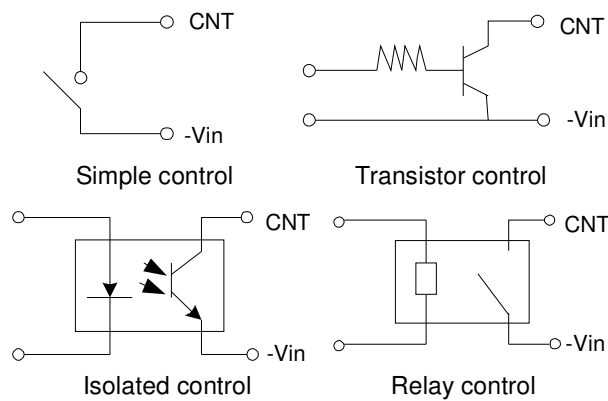 CNT
-Vin
Simple control
CNT
-Vin
Transistor control
CNT
-Vin
Isolated control
CNT
-Vin
Relay control